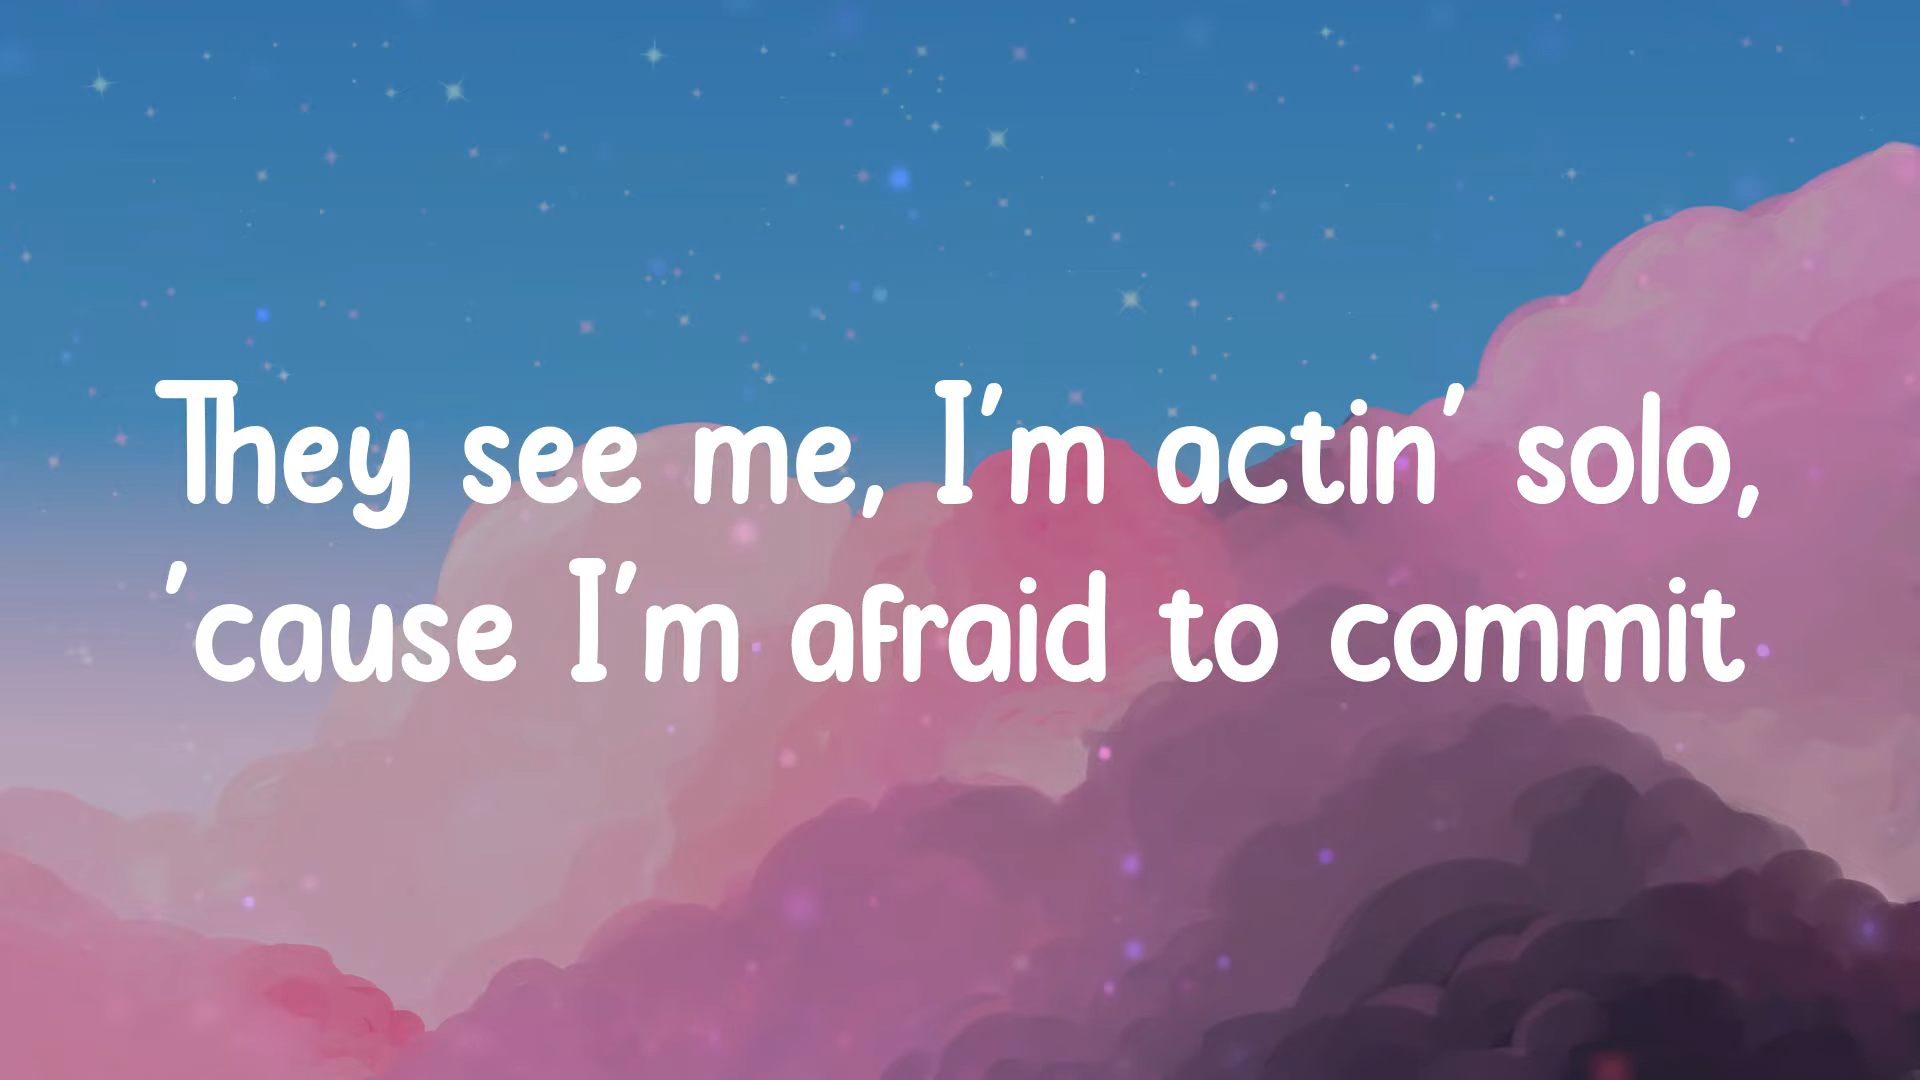 They see me, I'm actin' solo,
'cause I'm afraid to commit